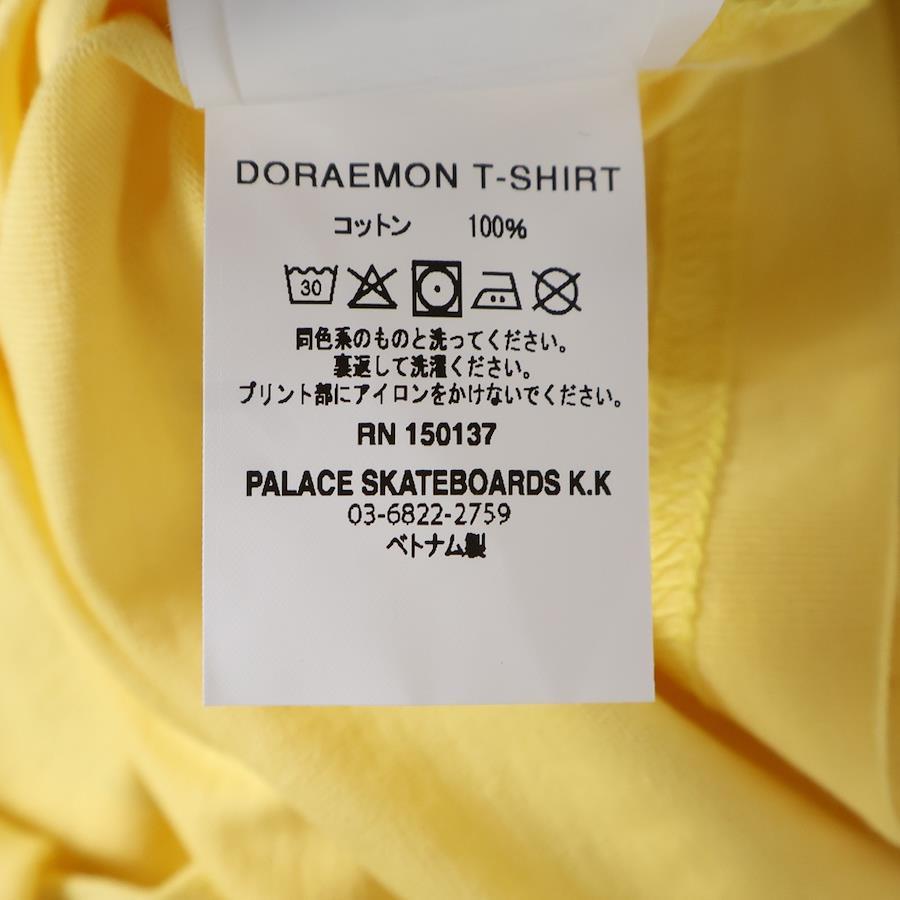 DORAEMON T-SHIRT
コットン 100%
30
同色系のものと洗ってください。
裏返して洗濯ください。
プリント部にアイロンをかけないでください。
RN 150137
PALACE SKATEBOARDS K.K
03-6822-2759
ベトナム製